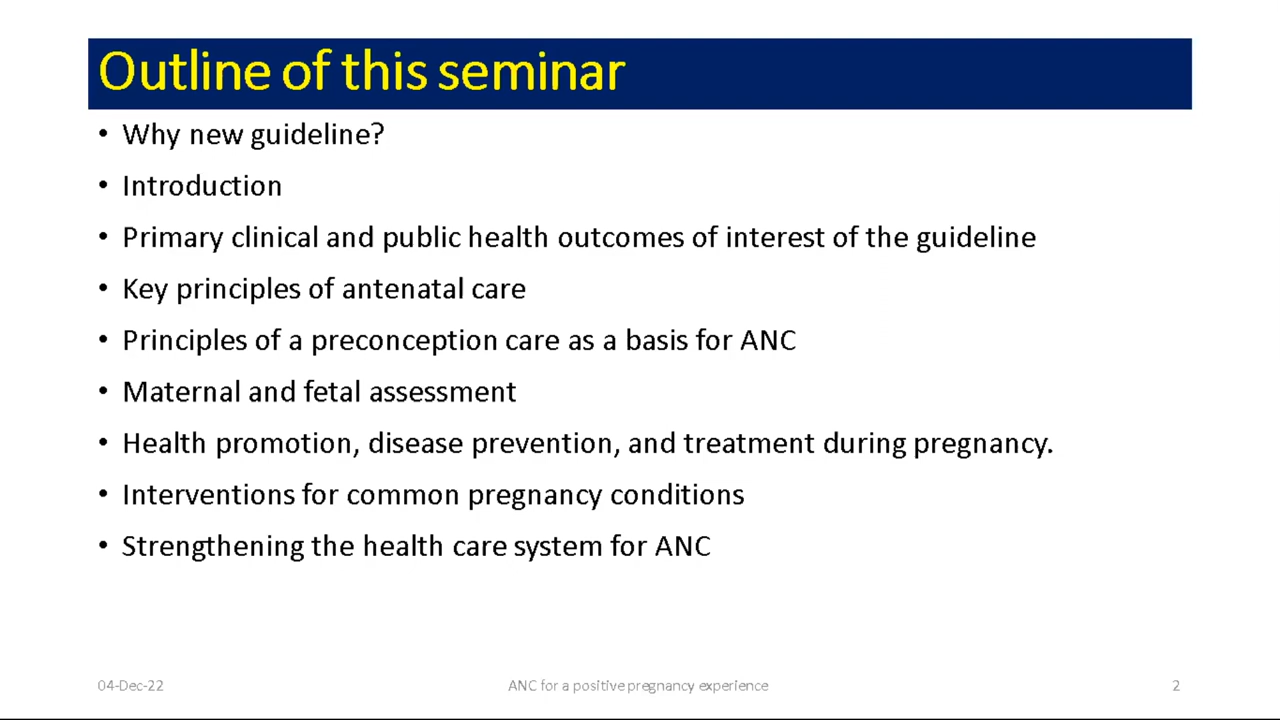 Outline of this seminar
• Why new guideline?
• Introduction
• Primary clinical and public health outcomes of interest of the guideline
• Key principles of antenatal care
• Principles of a preconception care as a basis for ANC
• Maternal and fetal assessment
• Health promotion, disease prevention, and treatment during pregnancy.
• Interventions for common pregnancy conditions
• Strengthening the health care system for ANC
04-Dec-22 ANC for a positive pregnancy experience 2